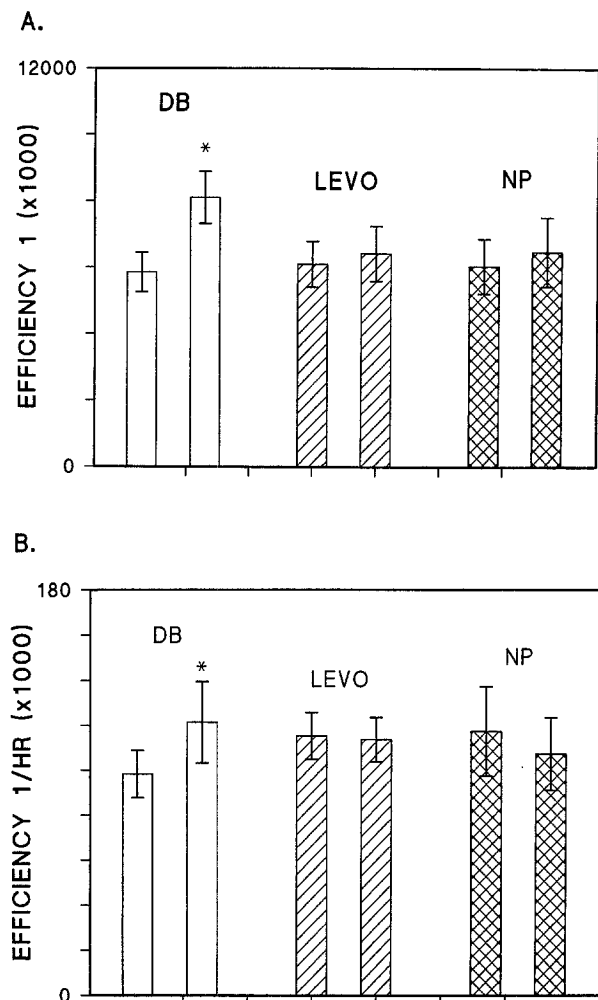 A.
12000
DB
*
LEVO
NP
EFFICIENCY 1 (x1000)
0
B.
180
DB
*
LEVO
NP
EFFICIENCY 1/HR (x1000)
0